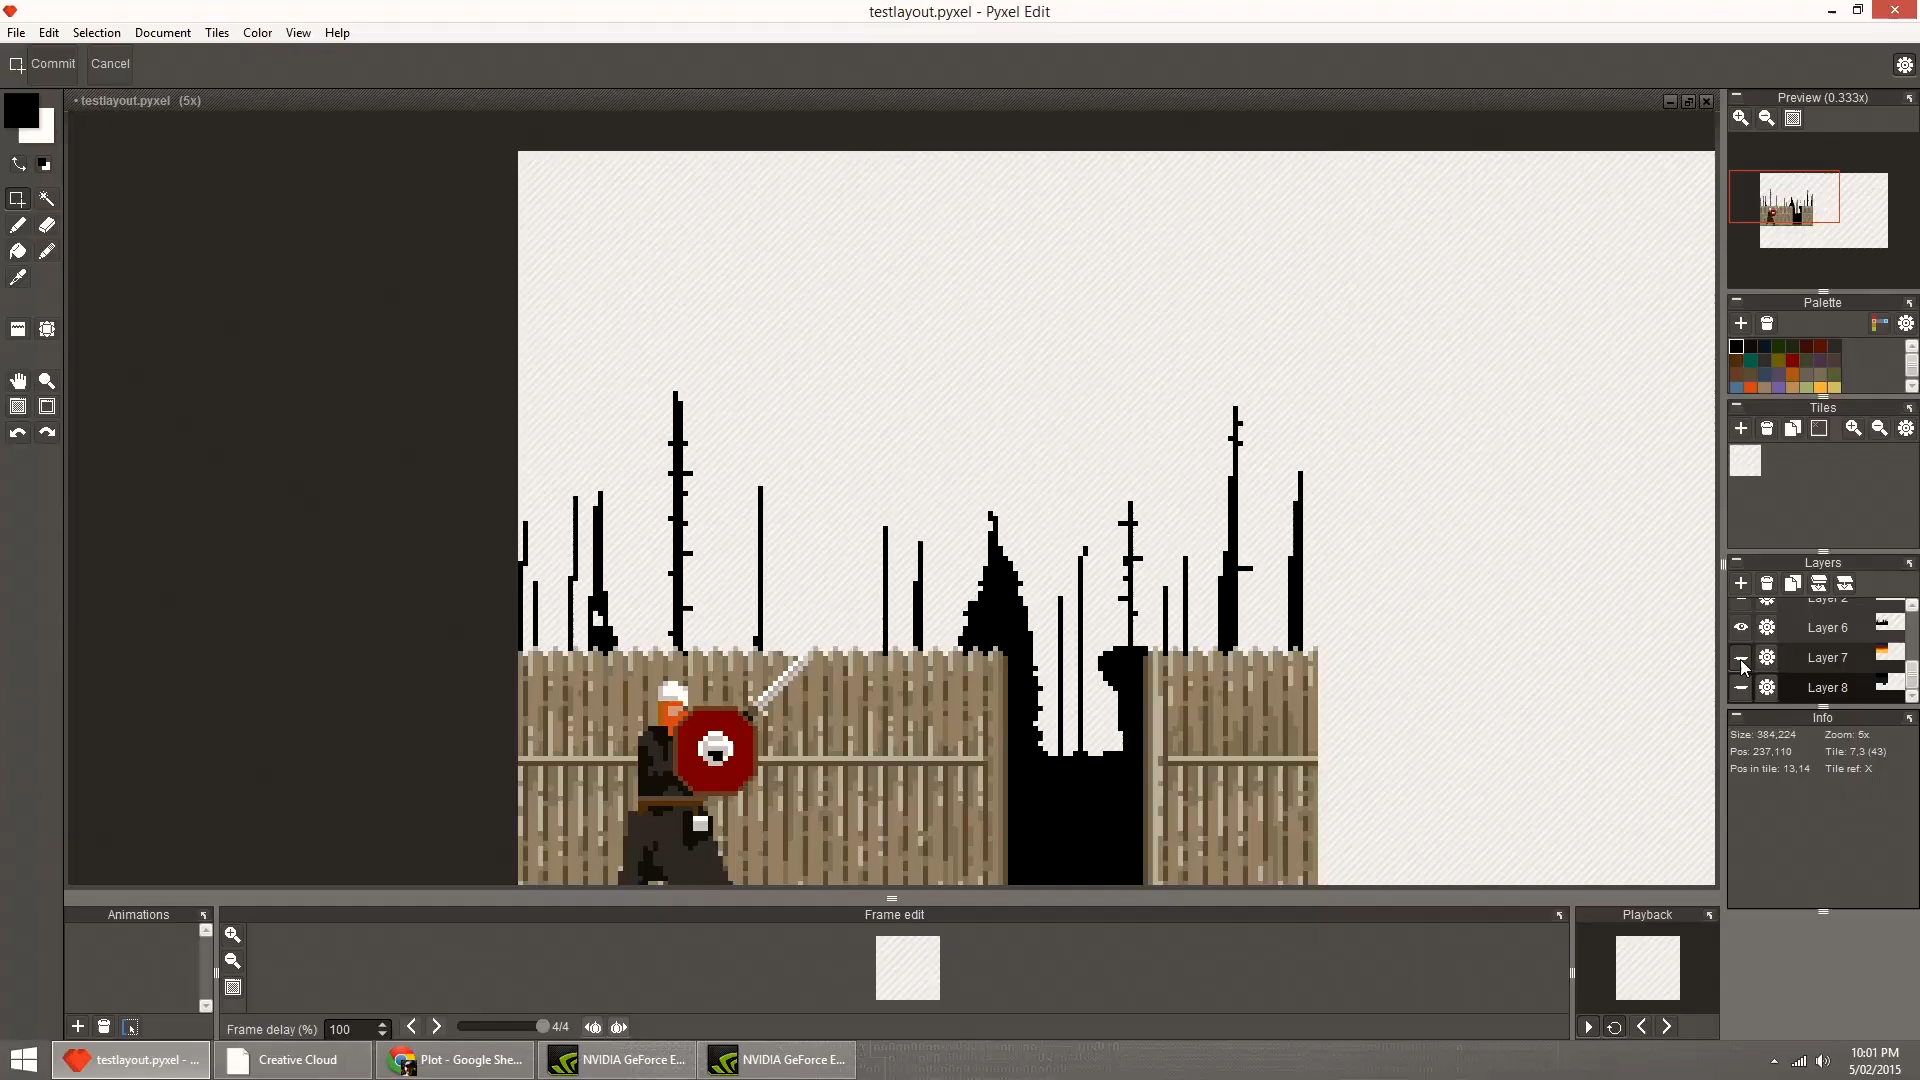 testlayout.pyxel - Pyxel Edit
File Edit Selection Document Tiles Color View Help
Commit Cancel
• testlayout.pyxel (5x)
Preview (0.333x)
Palette
Tiles
Layers
Layer 2
Layer 6
Layer 7
Layer 8
Info
Size: 384,224 Zoom: 5x
Pos: 237,110 Tile: 7,3 (43)
Pos in tile: 13,14 Tile ref: X
Animations
Frame edit
Playback
Frame delay (%) 100
4/4
testlayout.pyxel - ...
Creative Cloud
Plot - Google She...
NVIDIA GeForce E...
NVIDIA GeForce E...
10:01 PM
5/02/2015